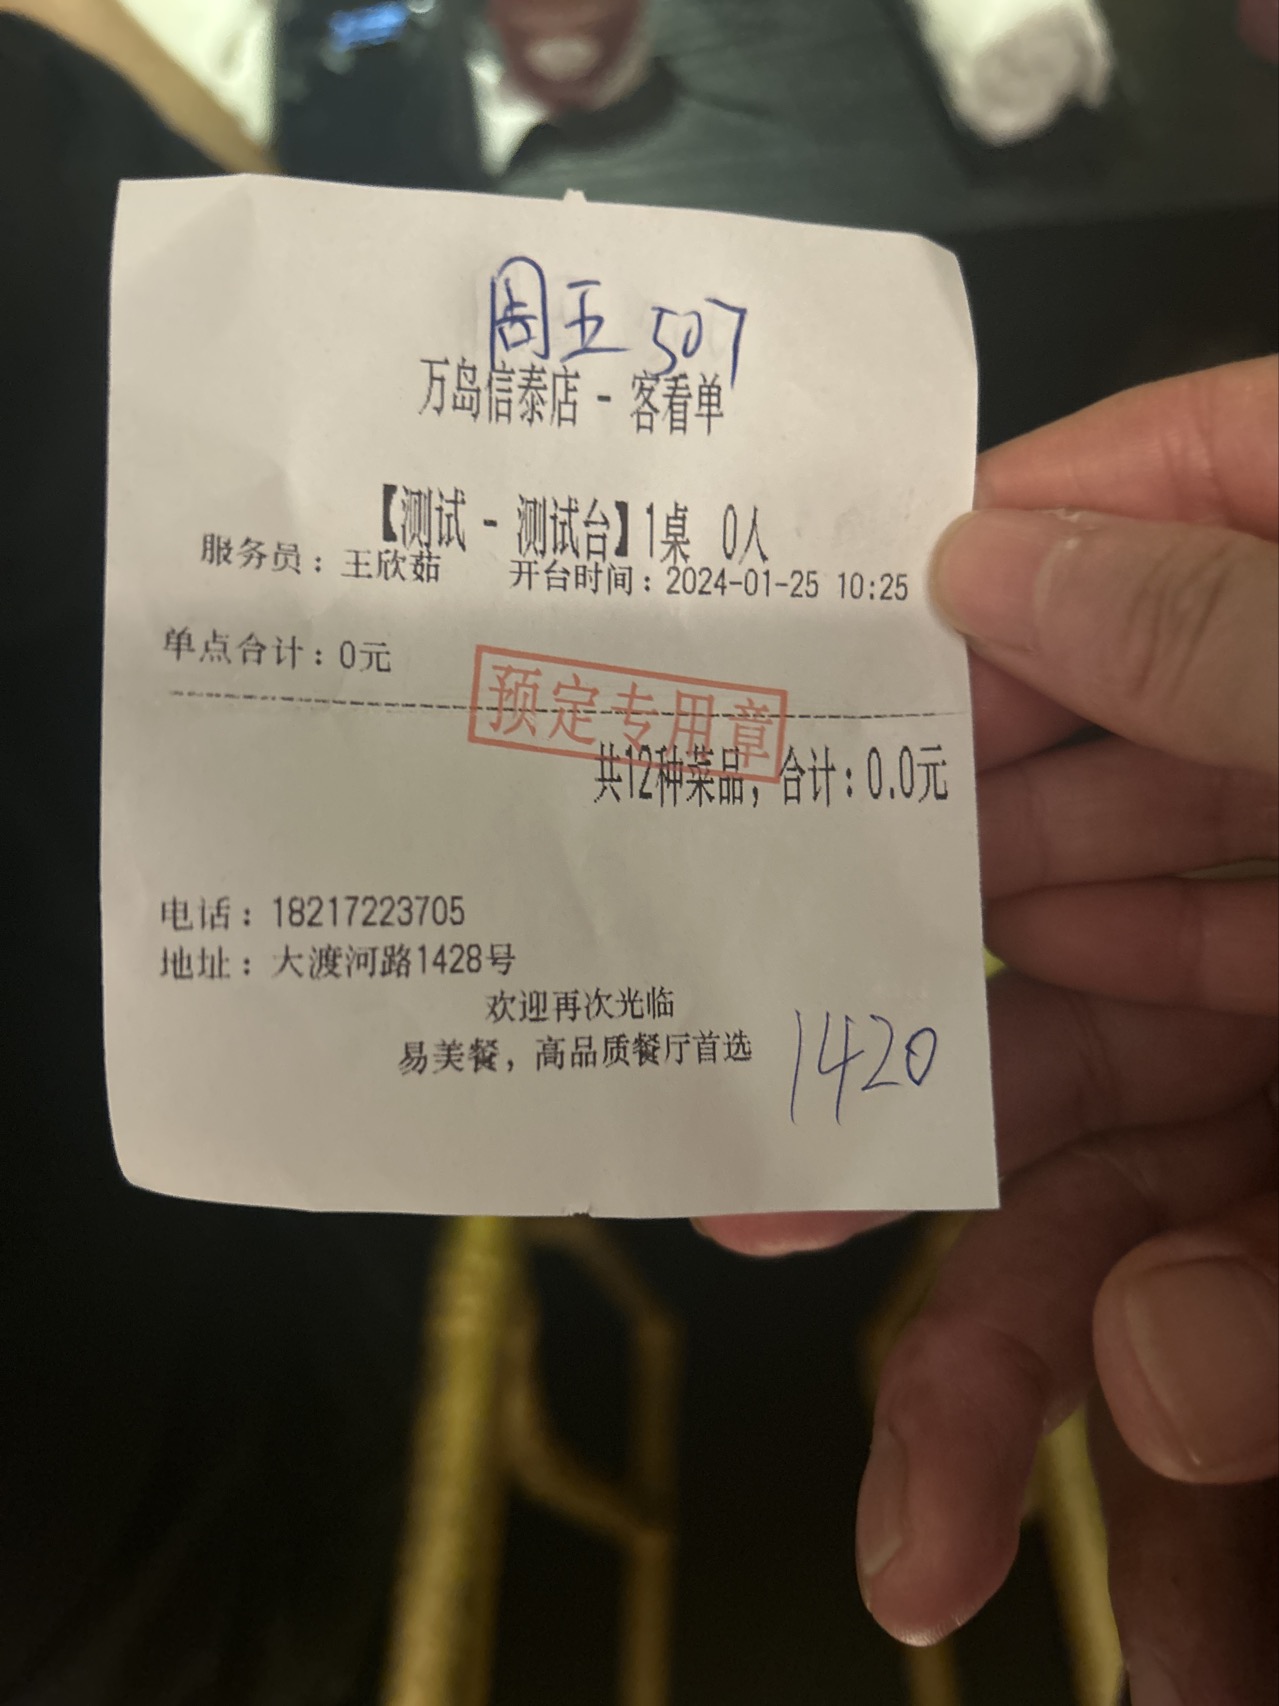 周五 507
万岛信泰店 - 客看单
【测试 - 测试台】1桌 0人
服务员：王欣茹 开台时间：2024-01-25 10:25
单点合计：0元
预定专用章
共12种菜品，合计：0.0元
电话：18217223705
地址：大渡河路1428号
欢迎再次光临
易美餐，高品质餐厅首选
1420